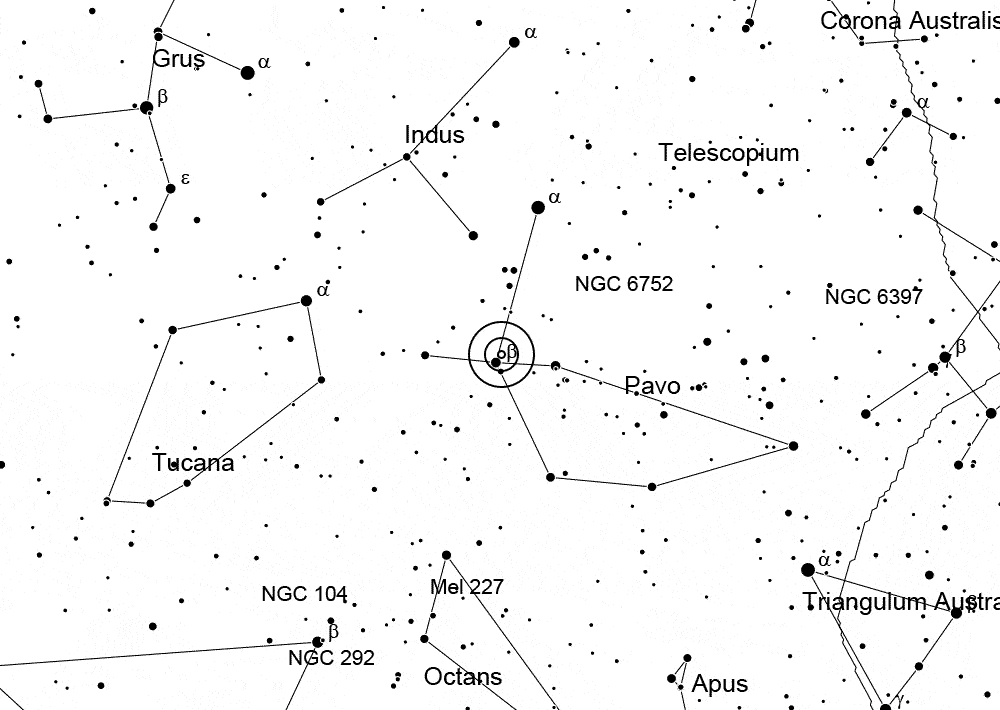 Corona Australis
α
Grus
α
β
α
Indus
Telescopium
ε
α
α
NGC 6752
NGC 6397
β
β
Pavo
Tucana
α
Mel 227
NGC 104
Triangulum Austra
β
β
NGC 292
Octans
Apus
γ